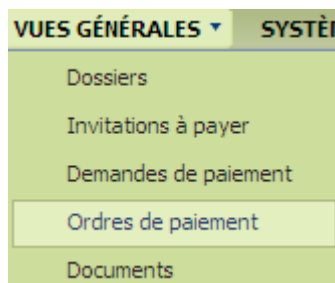 VUES GÉNÉRALES SYSTÈ
Dossiers
Invitations à payer
Demandes de paiement
Ordres de paiement
Documents